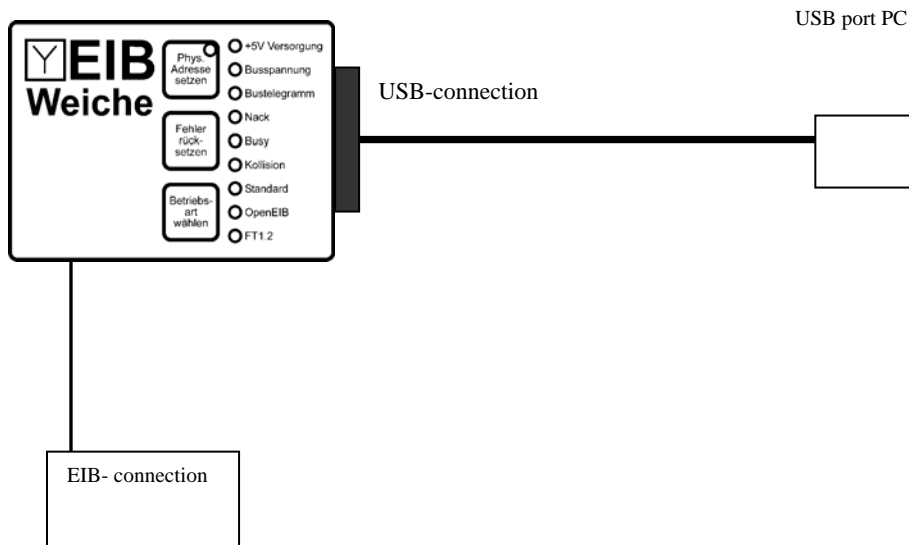 USB port PC
EIB
Weiche
Phys.
Adresse
setzen
Fehler
rück-
setzen
Betriebs-
art
wählen
+5V Versorgung
Busspannung
Bustelegramm
Nack
Busy
Kollision
Standard
OpenEIB
FT1.2
USB-connection
EIB- connection